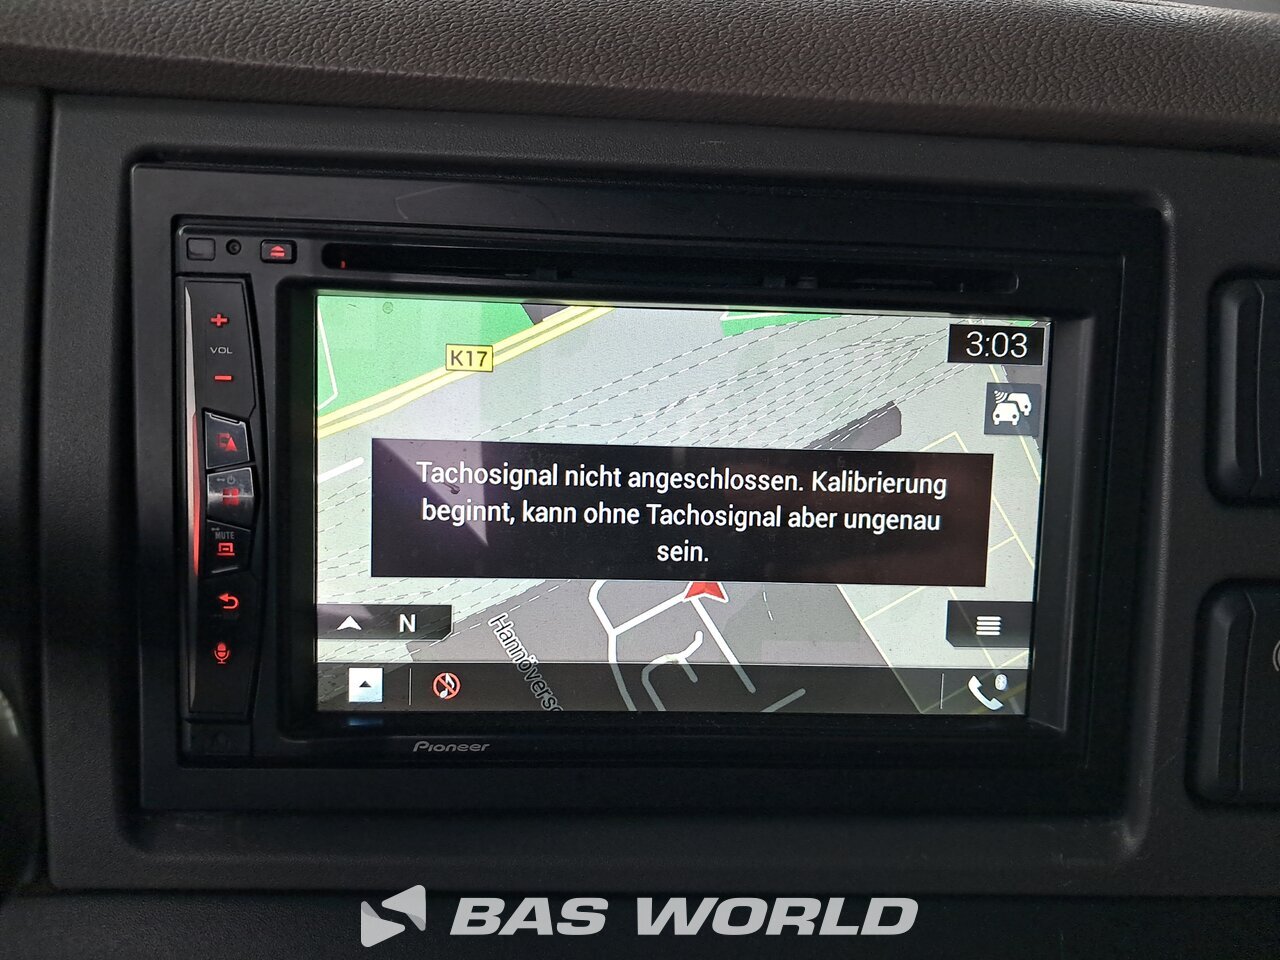 K17
3:03
VOL
Tachosignal nicht angeschlossen. Kalibrierung
beginnt, kann ohne Tachosignal aber ungenau
sein.
MUTE
N
Hannoverse
Pioneer
BAS WORLD